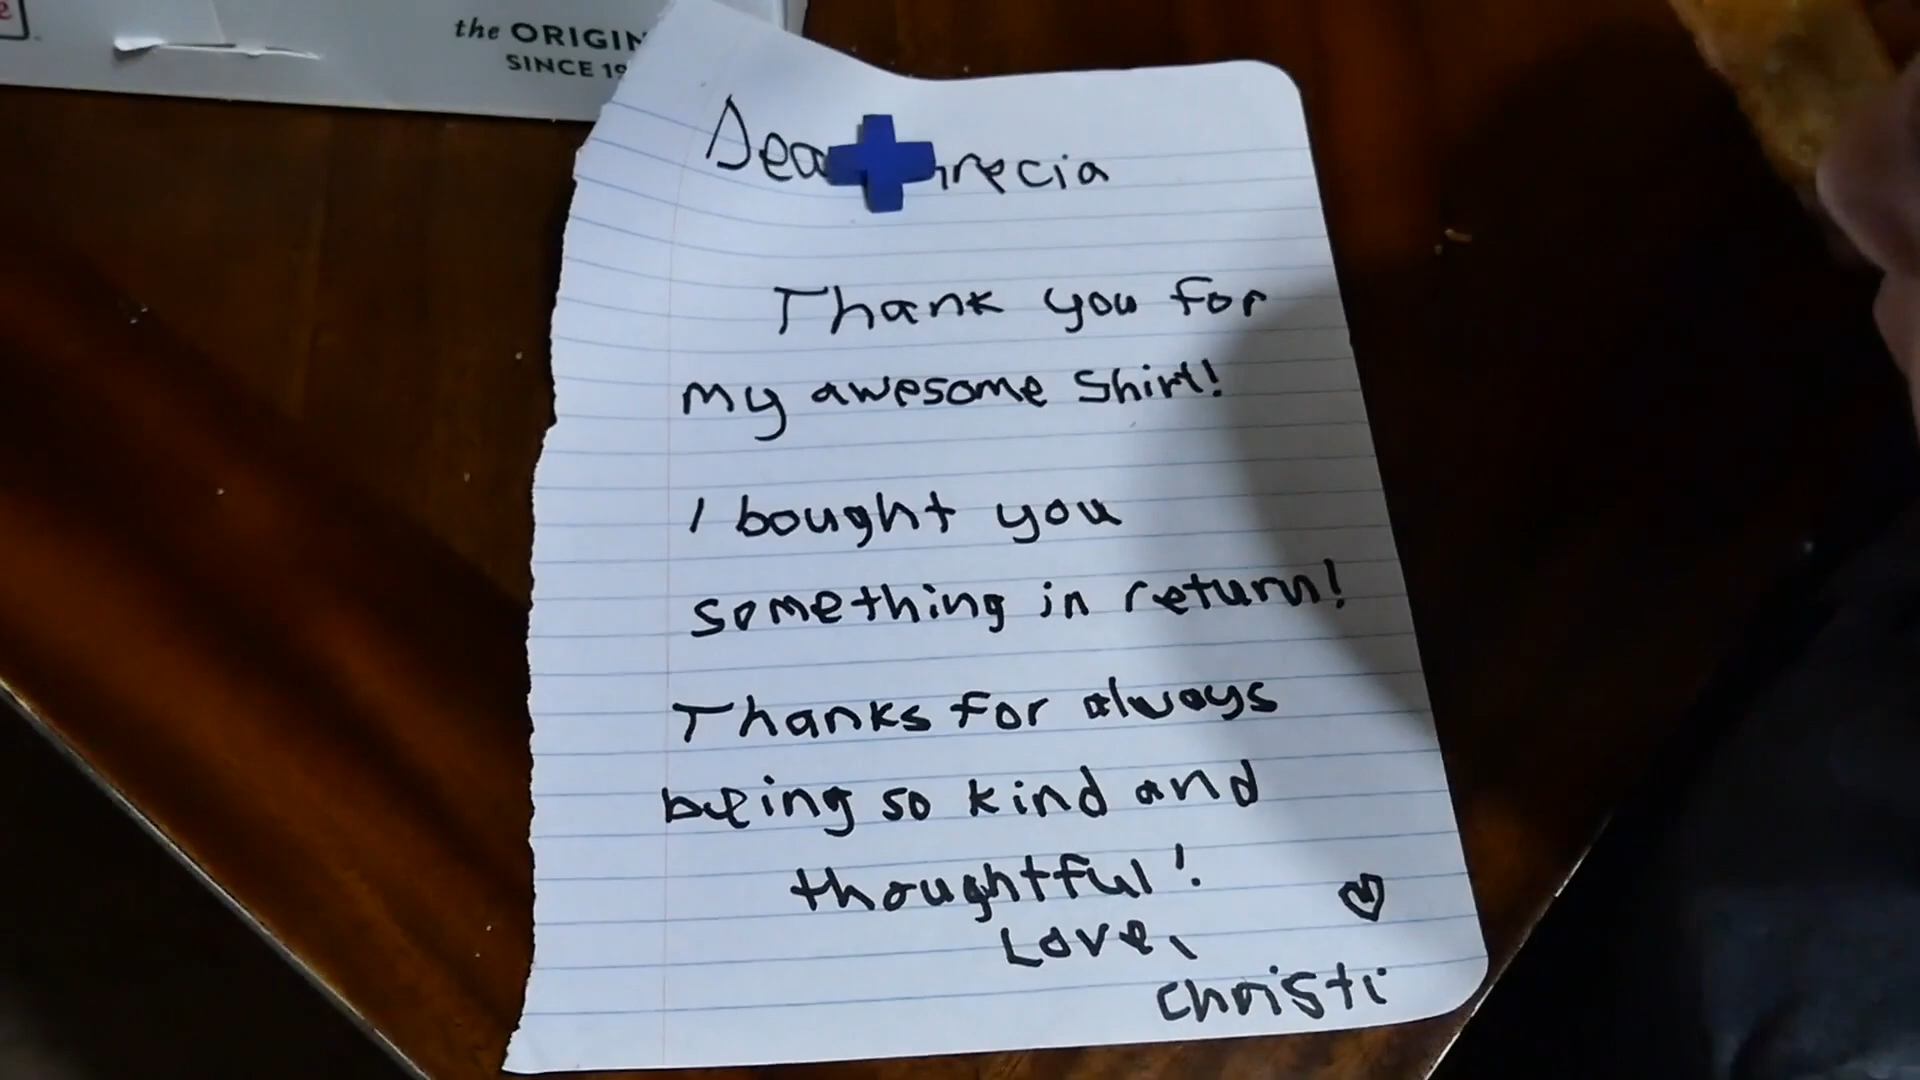 the ORIGIN
SINCE 19
Dea recia
Thank you for
my awesome shirt!
I bought you
something in return!
Thanks for always
being so kind and
thoughtful!
Love,
Christi